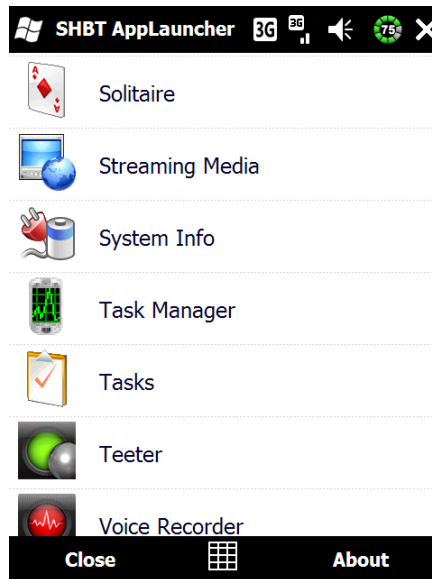 SHBT AppLauncher 3G 3G 75
A
Solitaire
Streaming Media
System Info
Task Manager
Tasks
Teeter
Voice Recorder
Close About